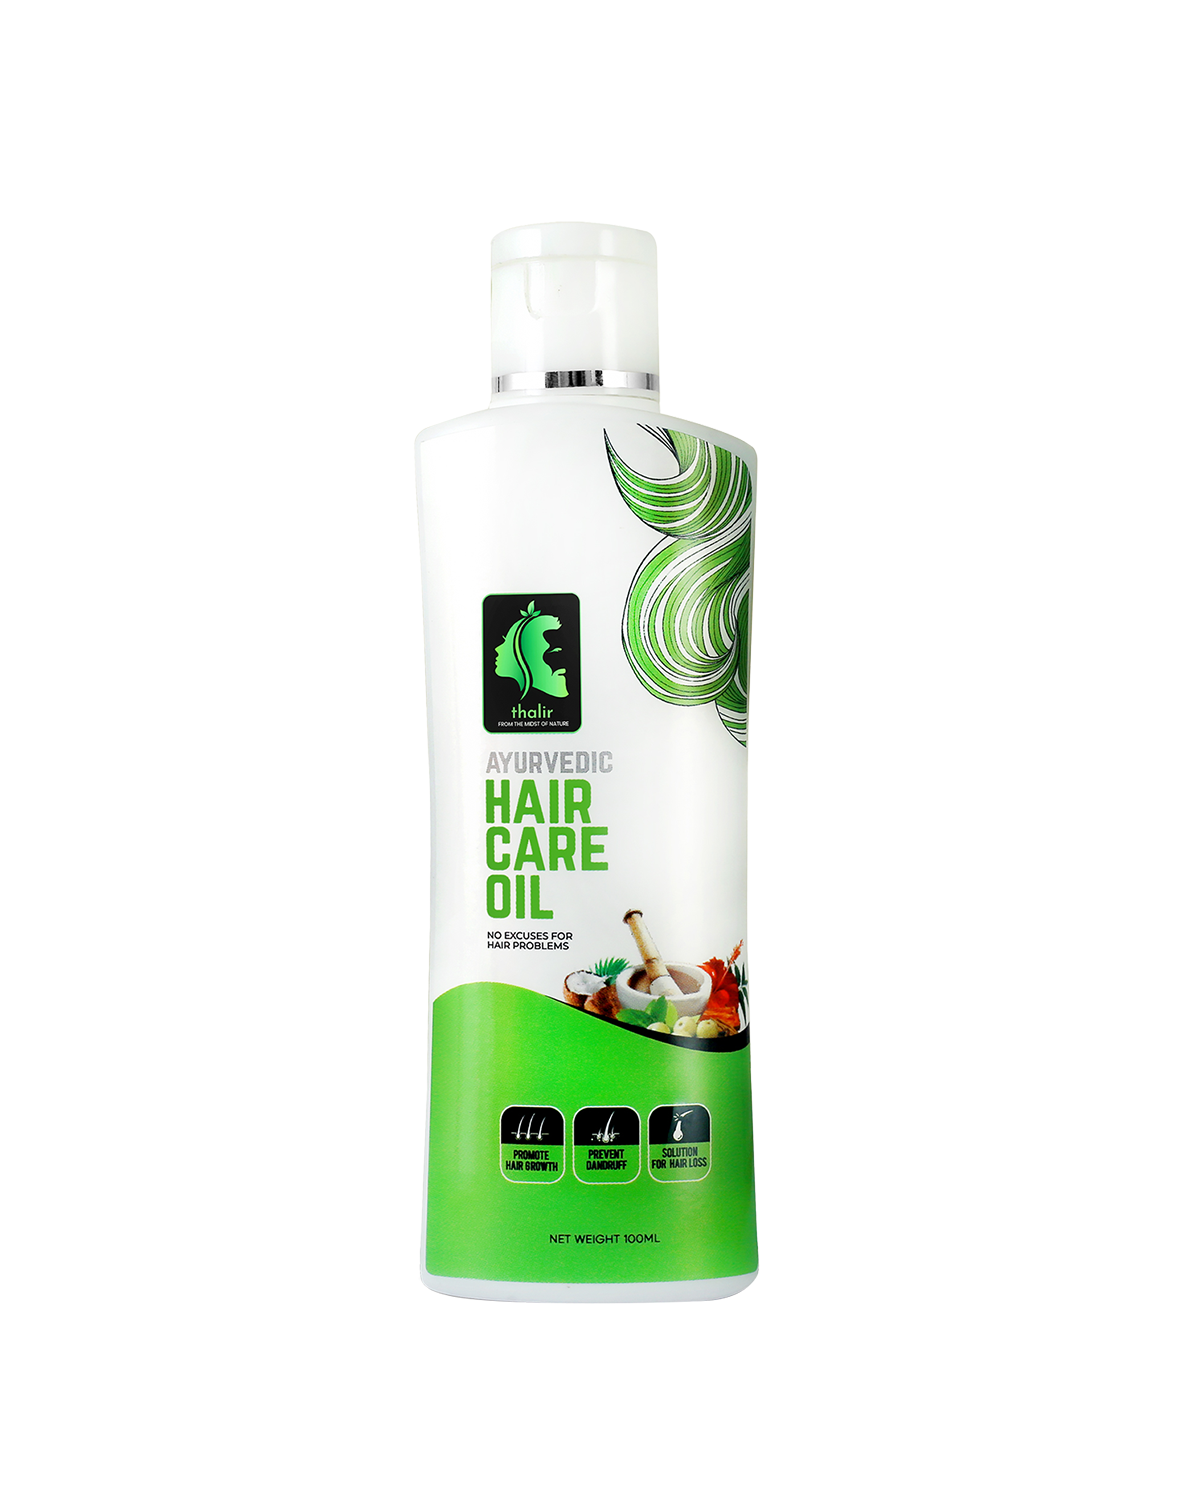 thalir
FROM THE MIDST OF NATURE
AYURVEDIC
HAIR
CARE
OIL
NO EXCUSES FOR
HAIR PROBLEMS
PROMOTE
HAIR GROWTH
PREVENT
DANDRUFF
SOLUTION
FOR HAIR LOSS
NET WEIGHT 100ML